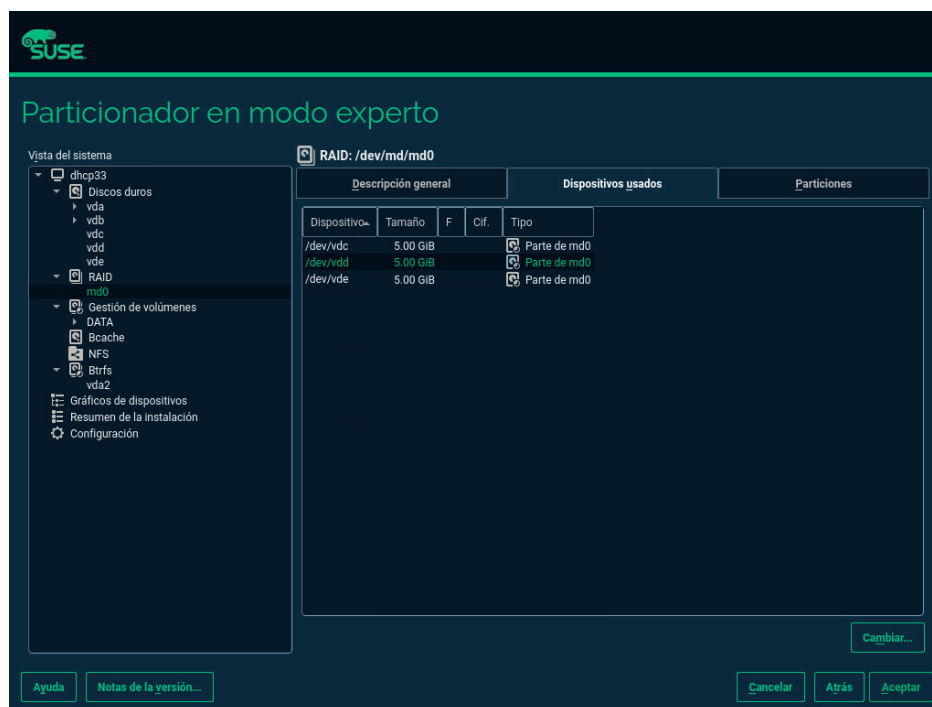 SUSE
Particionador en modo experto
Vista del sistema
dhcp33
Discos duros
vda
vdb
vdc
vdd
vde
RAID
md0
Gestión de volúmenes
DATA
Bcache
NFS
Btrfs
vda2
Gráficos de dispositivos
Resumen de la instalación
Configuración
RAID: /dev/md/md0
Descripción general Dispositivos usados Particiones
Dispositivo Tamaño F Cif. Tipo
/dev/vdc 5.00 GiB Parte de md0
/dev/vdd 5.00 GiB Parte de md0
/dev/vde 5.00 GiB Parte de md0
Cambiar...
Ayuda Notas de la versión... Cancelar Atrás Aceptar